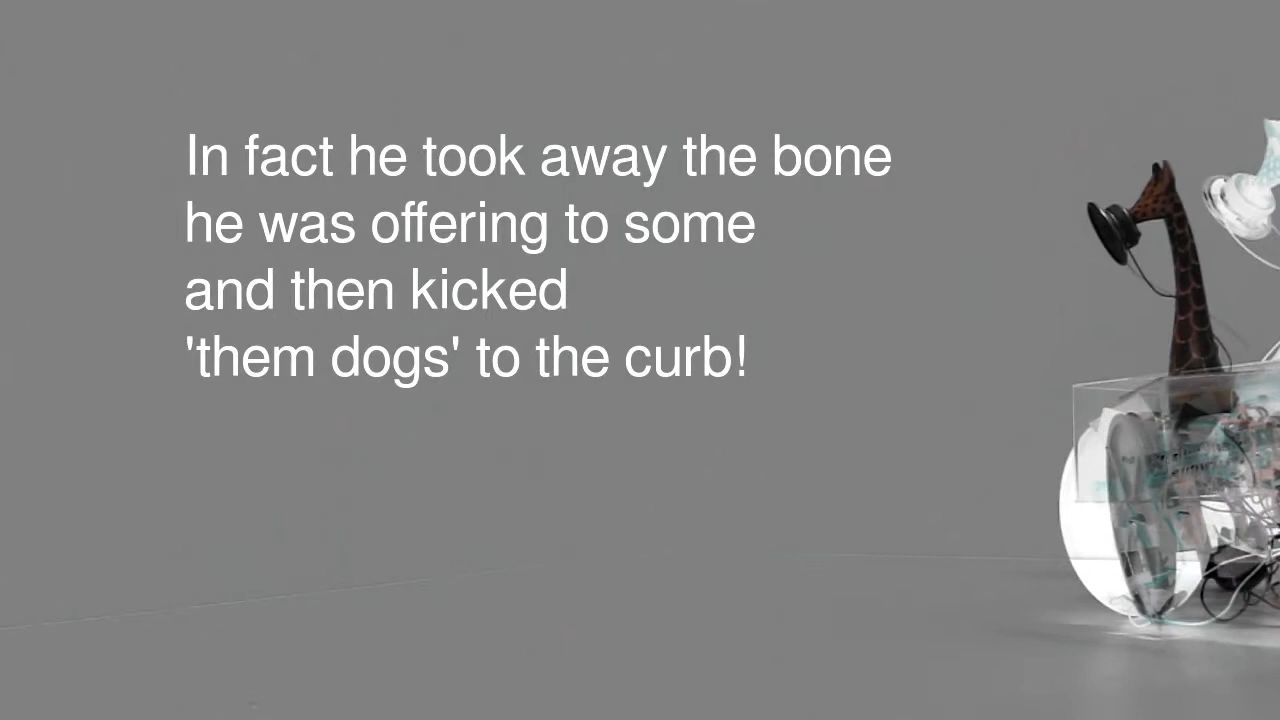 In fact he took away the bone
he was offering to some
and then kicked
'them dogs' to the curb!